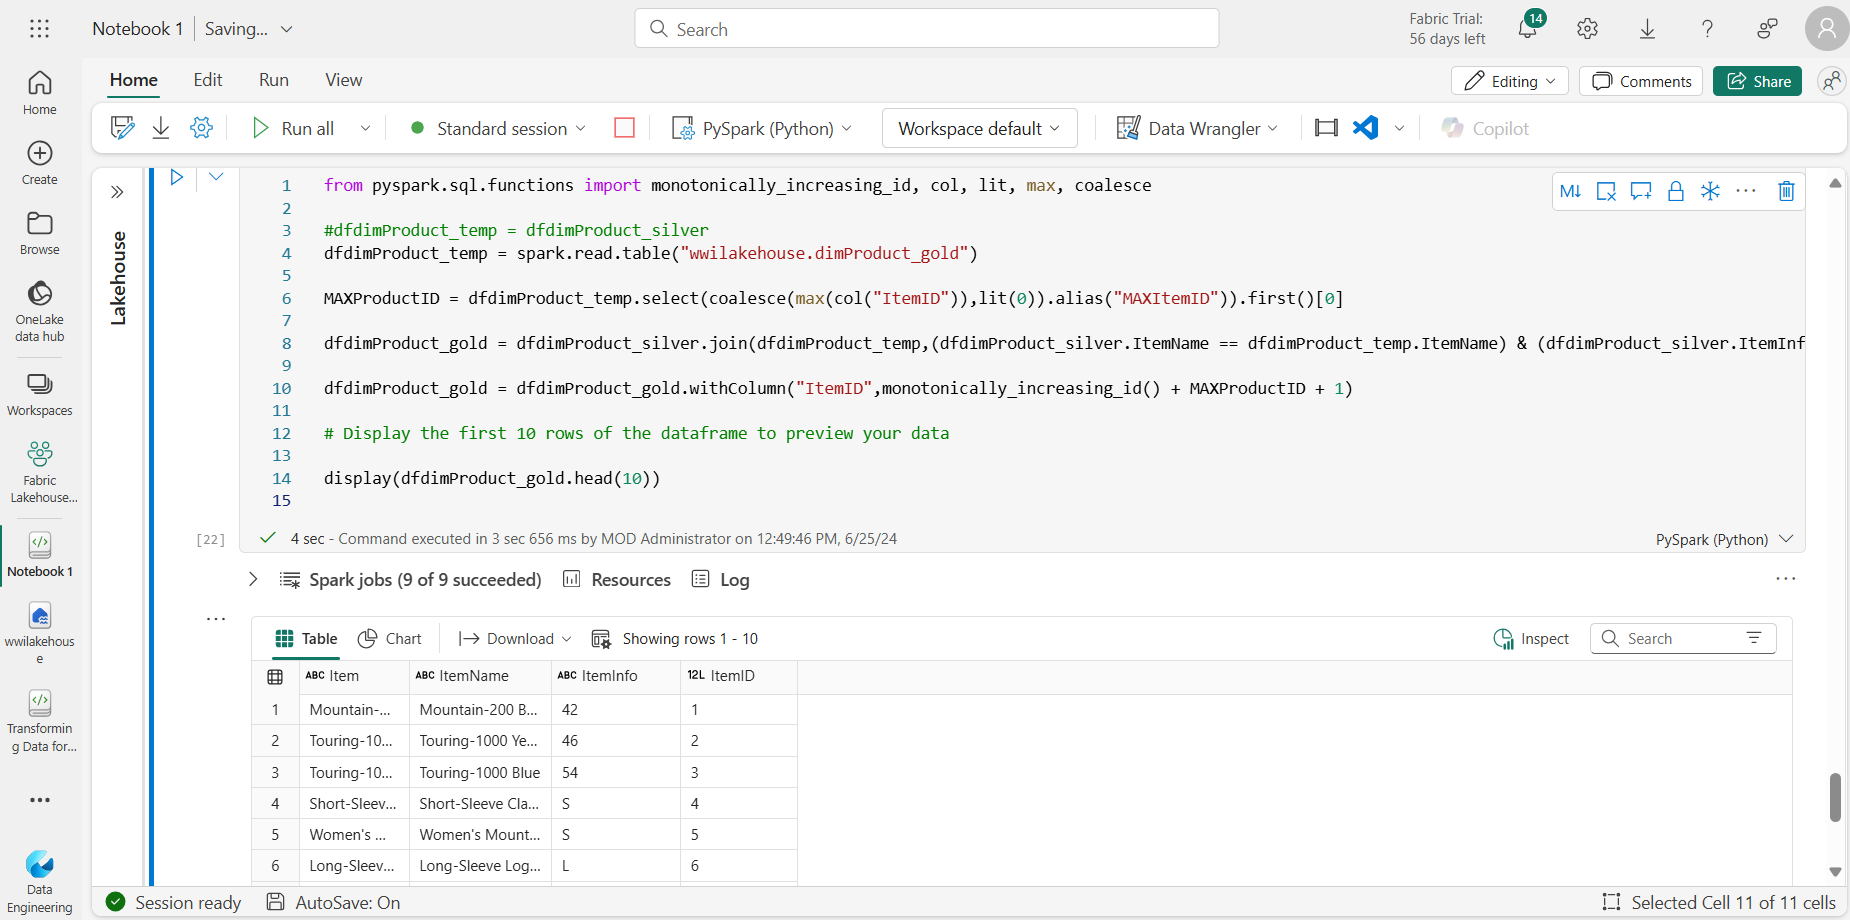 Notebook 1 Saving...
Search
Fabric Trial:
56 days left
14
Home Edit Run View
Editing
Comments
Share
Run all
Standard session
PySpark (Python)
Workspace default
Data Wrangler
Copilot
Home
Create
Browse
OneLake
data hub
Workspaces
Fabric
Lakehouse...
Notebook 1
wwilakehous
e
Transformin
g Data for...
Data
Engineering
Lakehouse
1 from pyspark.sql.functions import monotonically_increasing_id, col, lit, max, coalesce
2
3 #dfdimProduct_temp = dfdimProduct_silver
4 dfdimProduct_temp = spark.read.table("wwilakehouse.dimProduct_gold")
5
6 MAXProductID = dfdimProduct_temp.select(coalesce(max(col("ItemID")),lit(0)).alias("MAXItemID")).first()[0]
7
8 dfdimProduct_gold = dfdimProduct_silver.join(dfdimProduct_temp,(dfdimProduct_silver.ItemName == dfdimProduct_temp.ItemName) & (dfdimProduct_silver.ItemInf
9
10 dfdimProduct_gold = dfdimProduct_gold.withColumn("ItemID",monotonically_increasing_id() + MAXProductID + 1)
11
12 # Display the first 10 rows of the dataframe to preview your data
13
14 display(dfdimProduct_gold.head(10))
15
M↓
[22] 4 sec - Command executed in 3 sec 656 ms by MOD Administrator on 12:49:46 PM, 6/25/24
PySpark (Python)
Spark jobs (9 of 9 succeeded) Resources Log
Table Chart Download Showing rows 1 - 10
Inspect
Search
ABC Item ABC ItemName ABC ItemInfo 12L ItemID
1 Mountain-... Mountain-200 B... 42 1
2 Touring-10... Touring-1000 Ye... 46 2
3 Touring-10... Touring-1000 Blue 54 3
4 Short-Sleev... Short-Sleeve Cla... S 4
5 Women's ... Women's Mount... S 5
6 Long-Sleev... Long-Sleeve Log... L 6
Session ready AutoSave: On
Selected Cell 11 of 11 cells